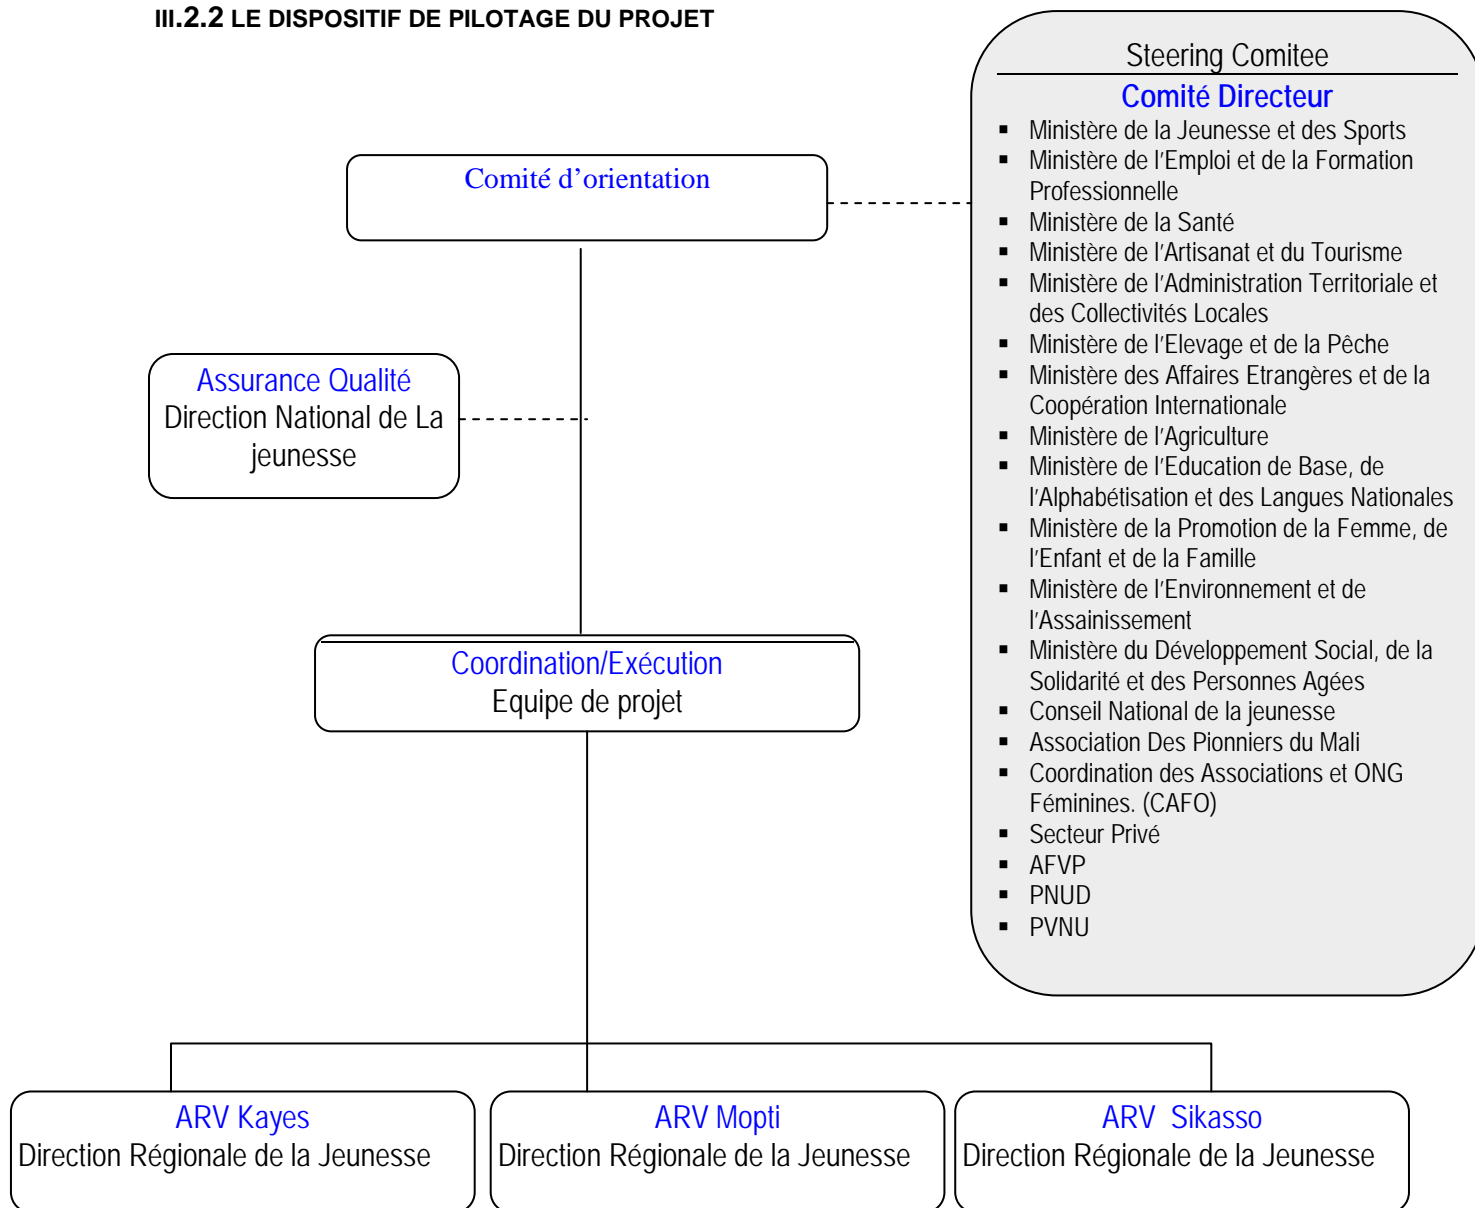 III.2.2 LE DISPOSITIF DE PILOTAGE DU PROJET
Steering Comitee
Comité Directeur
▪ Ministère de la Jeunesse et des Sports
▪ Ministère de l'Emploi et de la Formation
Professionnelle
▪ Ministère de la Santé
▪ Ministère de l'Artisanat et du Tourisme
▪ Ministère de l'Administration Territoriale et
des Collectivités Locales
▪ Ministère de l'Elevage et de la Pêche
▪ Ministère des Affaires Etrangères et de la
Coopération Internationale
▪ Ministère de l'Agriculture
▪ Ministère de l'Education de Base, de
l'Alphabétisation et des Langues Nationales
▪ Ministère de la Promotion de la Femme, de
l'Enfant et de la Famille
▪ Ministère de l'Environnement et de
l'Assainissement
▪ Ministère du Développement Social, de la
Solidarité et des Personnes Agées
▪ Conseil National de la jeunesse
▪ Association Des Pionniers du Mali
▪ Coordination des Associations et ONG
Féminines. (CAFO)
▪ Secteur Privé
▪ AFVP
▪ PNUD
▪ PVNU
Comité d'orientation
Assurance Qualité
Direction National de La
jeunesse
Coordination/Exécution
Equipe de projet
ARV Kayes
Direction Régionale de la Jeunesse
ARV Mopti
Direction Régionale de la Jeunesse
ARV Sikasso
Direction Régionale de la Jeunesse